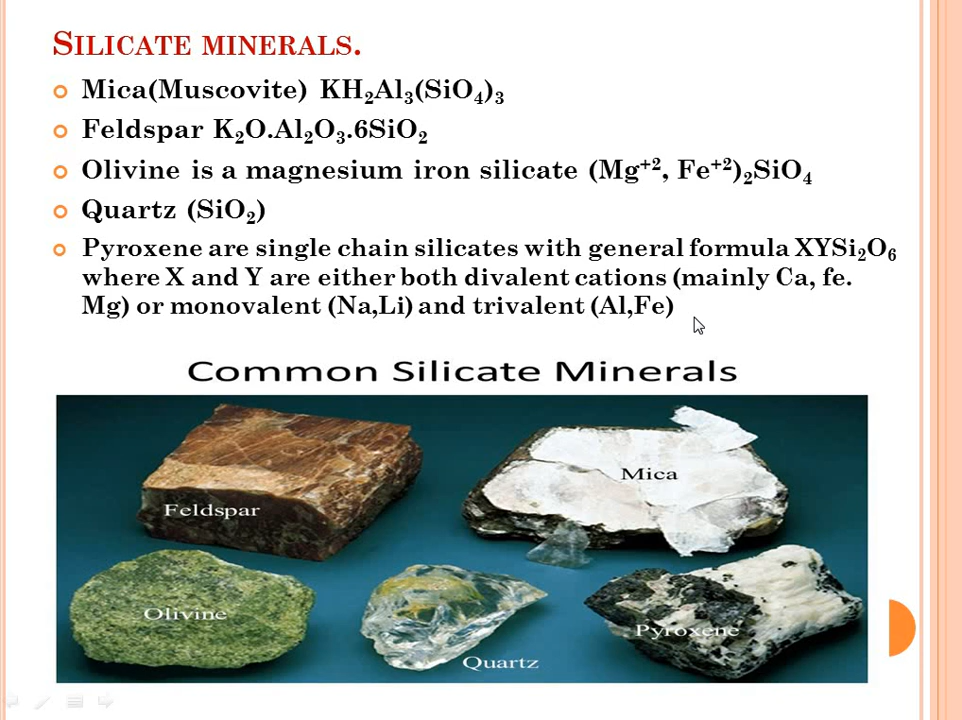 SILICATE MINERALS.
Mica(Muscovite) KH₂Al₃(SiO₄)₃
Feldspar K₂O.Al₂O₃.6SiO₂
Olivine is a magnesium iron silicate (Mg⁺², Fe⁺²)₂SiO₄
Quartz (SiO₂)
Pyroxene are single chain silicates with general formula XYSi₂O₆
where X and Y are either both divalent cations (mainly Ca, fe.
Mg) or monovalent (Na,Li) and trivalent (Al,Fe)
Common Silicate Minerals
Mica
Feldspar
Olivine
Pyroxene
Quartz